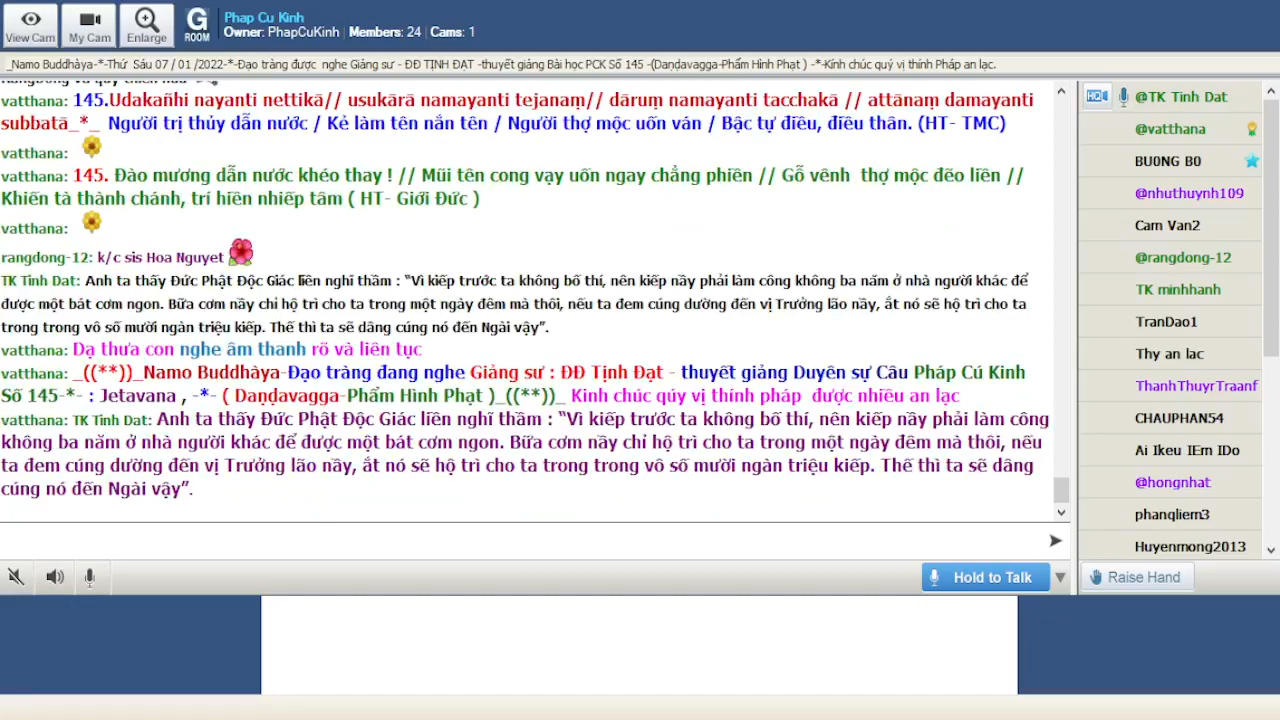 View Cam
My Cam
Enlarge
G
ROOM
Phap Cu Kinh
Owner: PhapCuKinh | Members: 24 | Cams: 1
_Namo Buddhàya-*-Thứ Sáu 07 / 01 /2022-*-Đạo tràng được nghe Giảng sư - ĐĐ TỊNH ĐẠT -thuyết giảng Bài học PCK Số 145 -(Daṇḍavagga-Phẩm Hình Phạt ) -*-Kính chúc quý vị thính Pháp an lạc.
vatthana: 145.Udakañhi nayanti nettikā// usukārā namayanti tejanaṃ// dāruṃ namayanti tacchakā // attānaṃ damayanti
subbatā_*_ Người trị thủy dẫn nước / Kẻ làm tên nắn tên / Người thợ mộc uốn ván / Bậc tự điều, điều thân. (HT- TMC)
vatthana:
vatthana: 145. Đào mương dẫn nước khéo thay ! // Mũi tên cong vạy uốn ngay chẳng phiền // Gỗ vênh thợ mộc đẽo liền //
Khiến tà thành chánh, trí hiền nhiếp tâm ( HT- Giới Đức )
vatthana:
rangdong-12: k/c sis Hoa Nguyet
TK Tinh Dat: Anh ta thấy Đức Phật Độc Giác liền nghĩ thầm : “Vì kiếp trước ta không bố thí, nên kiếp nầy phải làm công không ba năm ở nhà người khác để
được một bát cơm ngon. Bữa cơm nầy chỉ hộ trì cho ta trong một ngày đêm mà thôi, nếu ta đem cúng dường đến vị Trưởng lão nầy, ắt nó sẽ hộ trì cho ta
trong trong vô số mười ngàn triệu kiếp. Thế thì ta sẽ dâng cúng nó đến Ngài vậy”.
vatthana: Dạ thưa con nghe âm thanh rõ và liên tục
vatthana: _((**))_Namo Buddhàya-Đạo tràng đang nghe Giảng sư : ĐĐ Tịnh Đạt - thuyết giảng Duyên sự Câu Pháp Cú Kinh
Số 145-*- : Jetavana , -*- ( Daṇḍavagga-Phẩm Hình Phạt )_((**))_ Kính chúc qúy vị thính pháp được nhiều an lạc
vatthana: TK Tinh Dat: Anh ta thấy Đức Phật Độc Giác liền nghĩ thầm : “Vì kiếp trước ta không bố thí, nên kiếp nầy phải làm công
không ba năm ở nhà người khác để được một bát cơm ngon. Bữa cơm nầy chỉ hộ trì cho ta trong một ngày đêm mà thôi, nếu
ta đem cúng dường đến vị Trưởng lão nầy, ắt nó sẽ hộ trì cho ta trong trong vô số mười ngàn triệu kiếp. Thế thì ta sẽ dâng
cúng nó đến Ngài vậy”.
Hold to Talk
HQ
@TK Tinh Dat
@vatthana
BU0NG B0
@nhuthuynh109
Cam Van2
@rangdong-12
TK minhhanh
TranDao1
Thy an lac
ThanhThuyrTraanf
CHAUPHAN54
Ai Ikeu IEm IDo
@hongnhat
phanqliem3
Huyenmong2013
Raise Hand